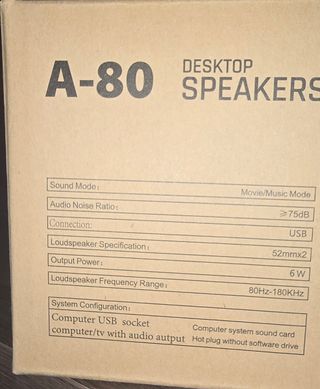 A-80
DESKTOP
SPEAKERS
Sound Mode:
Movie/Music Mode
Audio Noise Ratio:
≥75dB
Connection:
USB
Loudspeaker Specification:
52mmx2
Output Power:
6W
Loudspeaker Frequency Range:
80Hz-180KHz
System Configuration:
Computer USB socket
computer/tv with audio autput
Computer system sound card
Hot plug without software drive